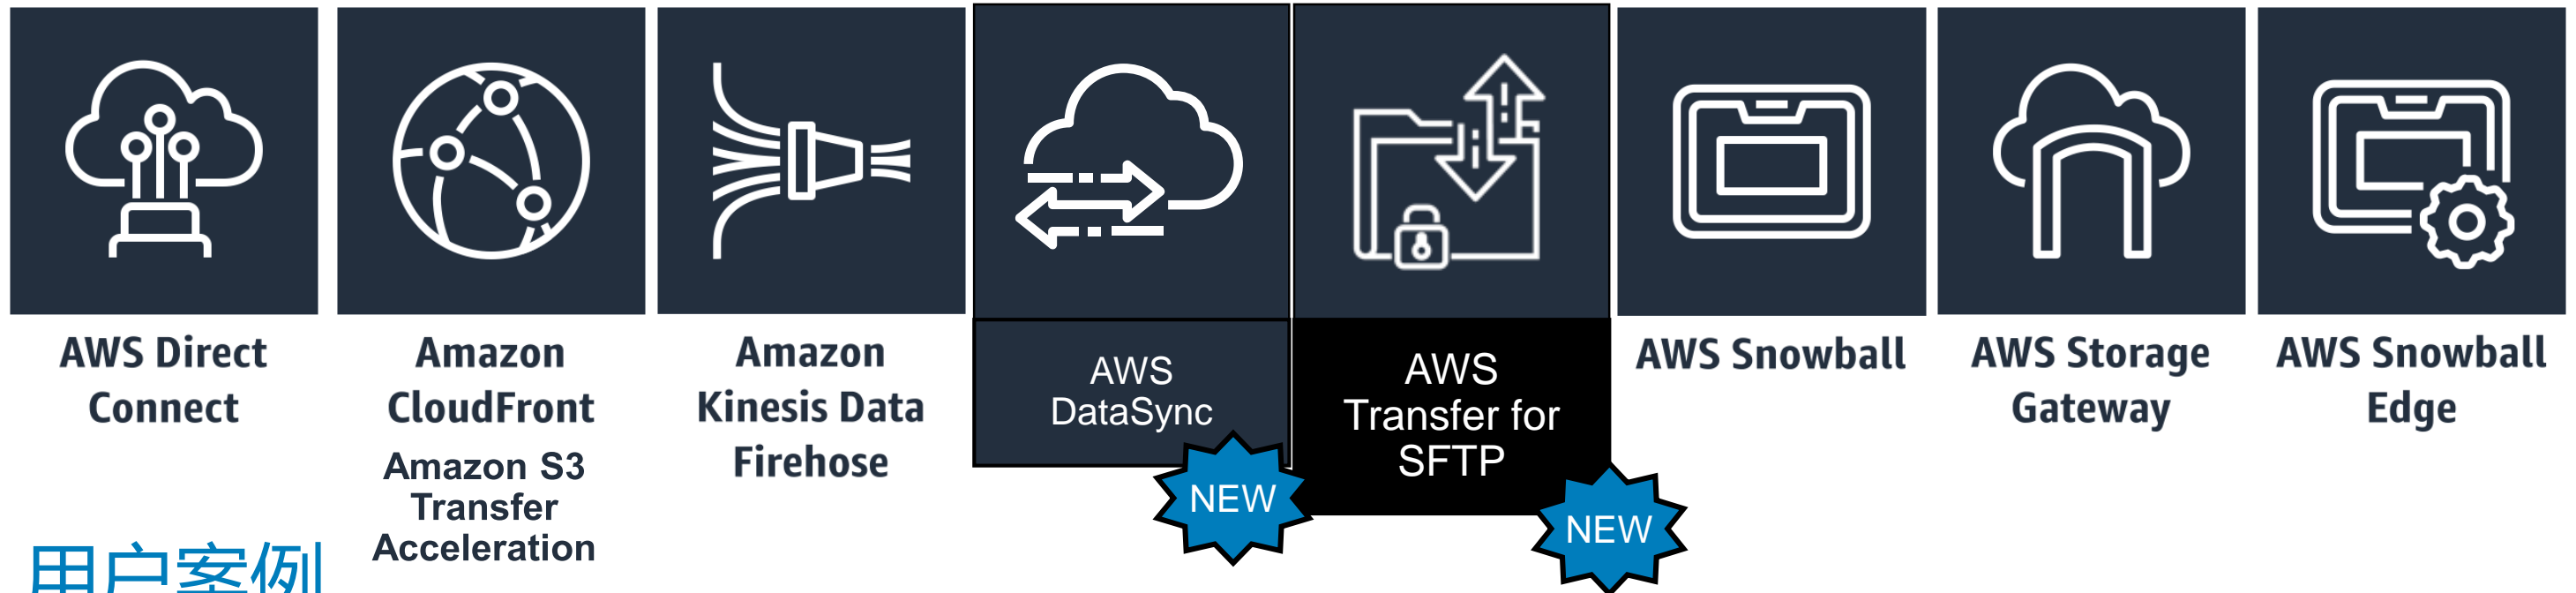 AWS Direct
Connect
Amazon
CloudFront
Amazon S3
Transfer
Acceleration
Amazon
Kinesis Data
Firehose
AWS
DataSync
NEW
AWS
Transfer for
SFTP
NEW
AWS Snowball
AWS Storage
Gateway
AWS Snowball
Edge
用户案例